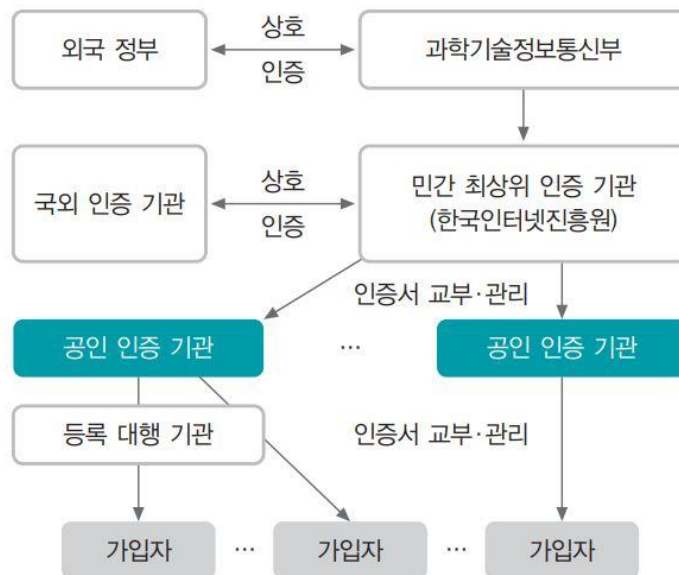 외국 정부
상호
인증
과학기술정보통신부
국외 인증 기관
상호
인증
민간 최상위 인증 기관
(한국인터넷진흥원)
인증서 교부·관리
공인 인증 기관
…
공인 인증 기관
등록 대행 기관
인증서 교부·관리
가입자
…
가입자
…
가입자